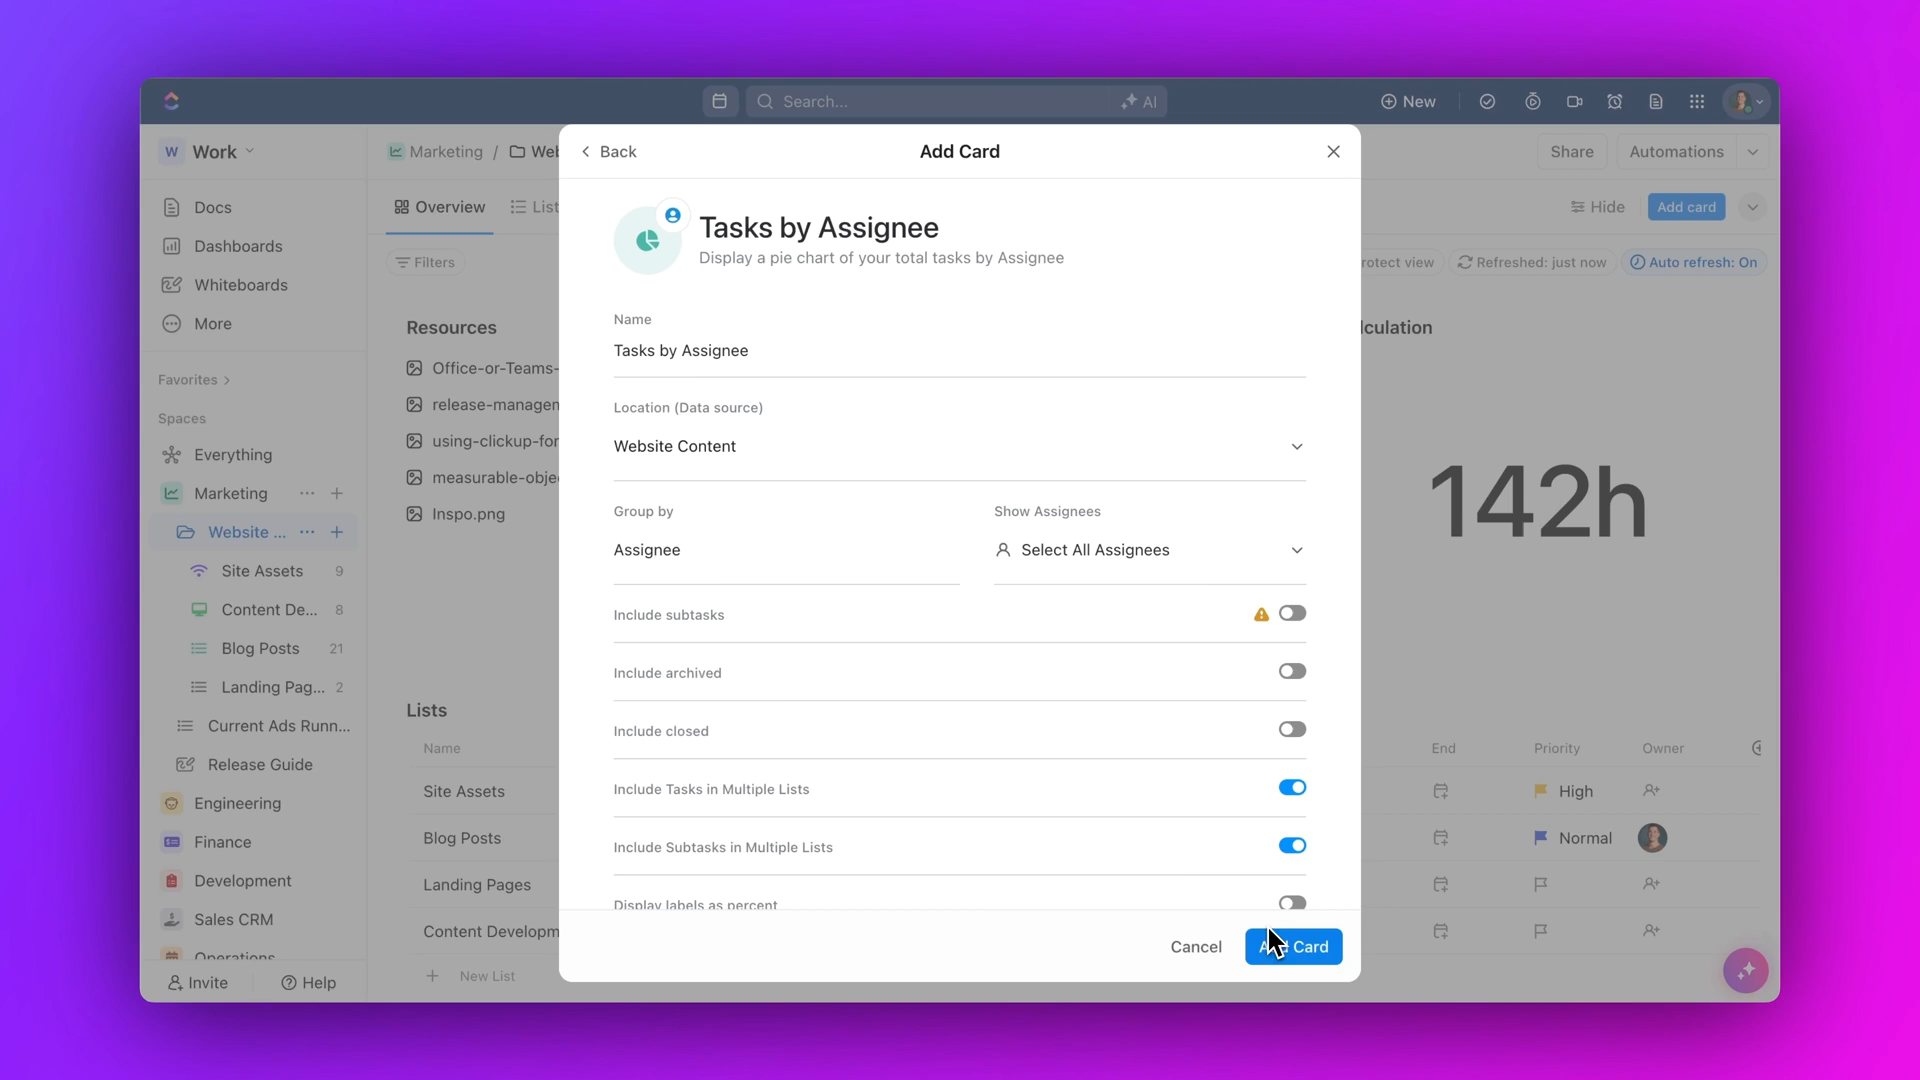 Search...
AI
New
W Work
Marketing / Web
Back
Add Card
Share
Automations
Docs
Dashboards
Whiteboards
More
Favorites
Spaces
Everything
Marketing
Website ...
Site Assets 9
Content De... 8
Blog Posts 21
Landing Pag... 2
Current Ads Runn...
Release Guide
Engineering
Finance
Development
Sales CRM
Operations
Invite
Help
Overview
List
Hide
Add card
Filters
rotect view
Refreshed: just now
Auto refresh: On
Resources
Office-or-Teams-
release-managem
using-clickup-for
measurable-obje
Inspo.png
Tasks by Assignee
Display a pie chart of your total tasks by Assignee
Name
Tasks by Assignee
Location (Data source)
Website Content
Group by
Assignee
Show Assignees
Select All Assignees
Include subtasks
Include archived
Include closed
Include Tasks in Multiple Lists
Include Subtasks in Multiple Lists
Display labels as percent
Cancel
Add Card
lculation
142h
Lists
Name
End
Priority
Owner
Site Assets
High
Blog Posts
Normal
Landing Pages
Content Developm
New List